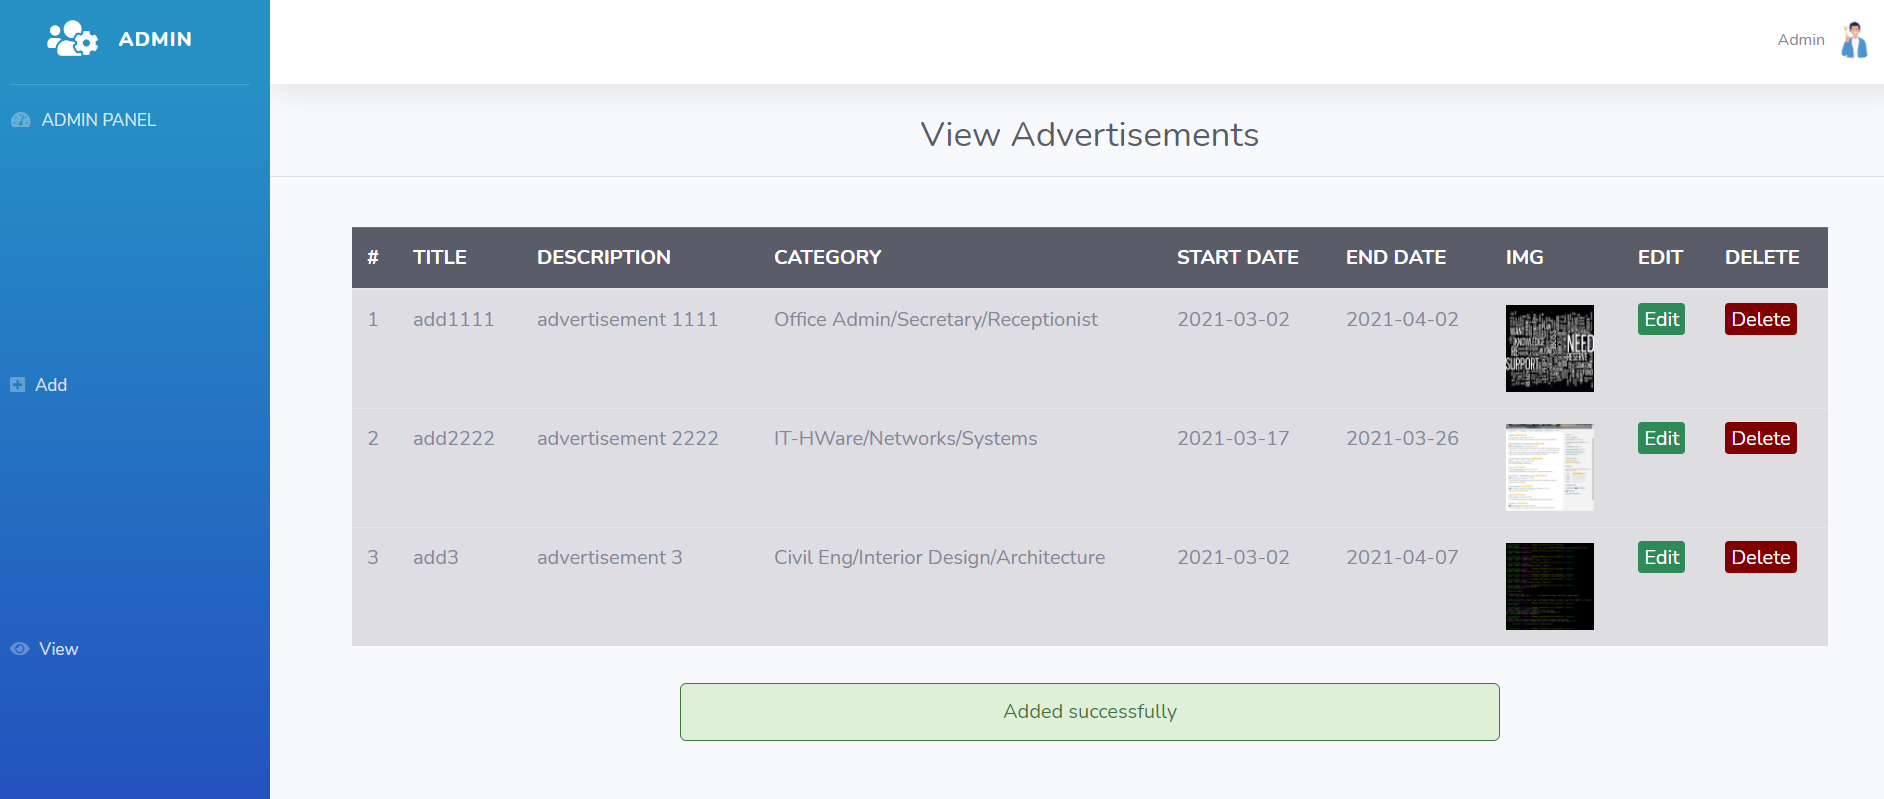 ADMIN
Admin
ADMIN PANEL
Add
View
View Advertisements
# TITLE DESCRIPTION CATEGORY START DATE END DATE IMG EDIT DELETE
1 add1111 advertisement 1111 Office Admin/Secretary/Receptionist 2021-03-02 2021-04-02 Edit Delete
WANT
KNOWLEDGE
NEED
RESERVE
SUPPORT
2 add2222 advertisement 2222 IT-HWare/Networks/Systems 2021-03-17 2021-03-26 Edit Delete
3 add3 advertisement 3 Civil Eng/Interior Design/Architecture 2021-03-02 2021-04-07 Edit Delete
Added successfully